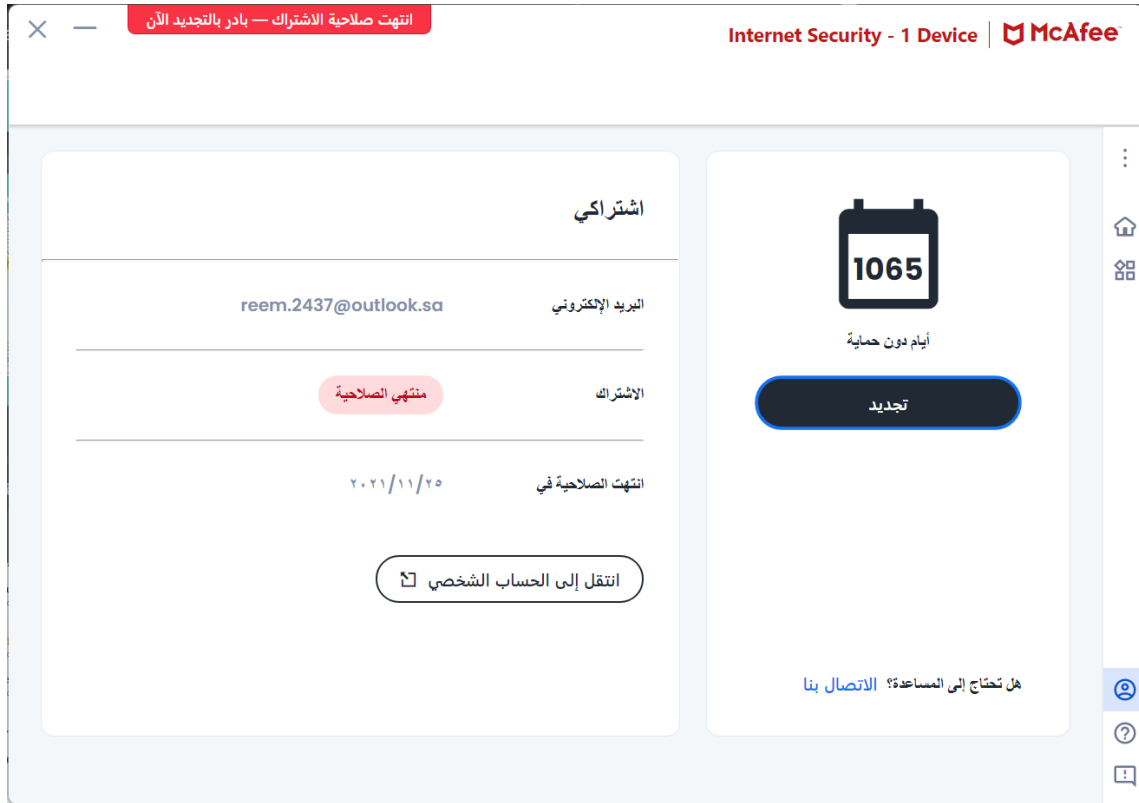 انتهت صلاحية الاشتراك — بادر بالتجديد الآن
Internet Security - 1 Device | McAfee
1065
أيام دون حماية
تجديد
هل تحتاج إلى المساعدة؟ الاتصال بنا
اشتراكي
البريد الإلكتروني reem.2437@outlook.sa
الاشتراك منتهي الصلاحية
انتهت الصلاحية في ٢٠٢١/١١/٢٥
انتقل إلى الحساب الشخصي